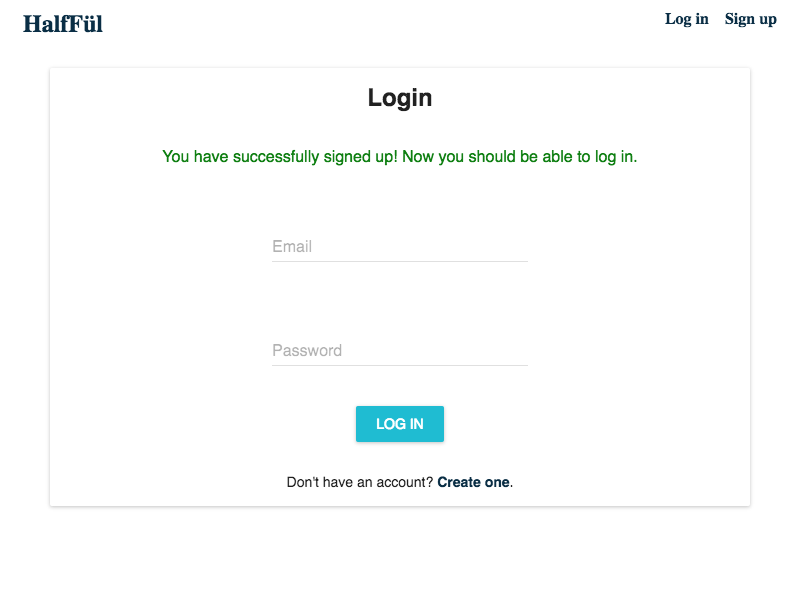 HalfFül
Log in
Sign up
Login
You have successfully signed up! Now you should be able to log in.
Email
Password
LOG IN
Don't have an account? Create one.